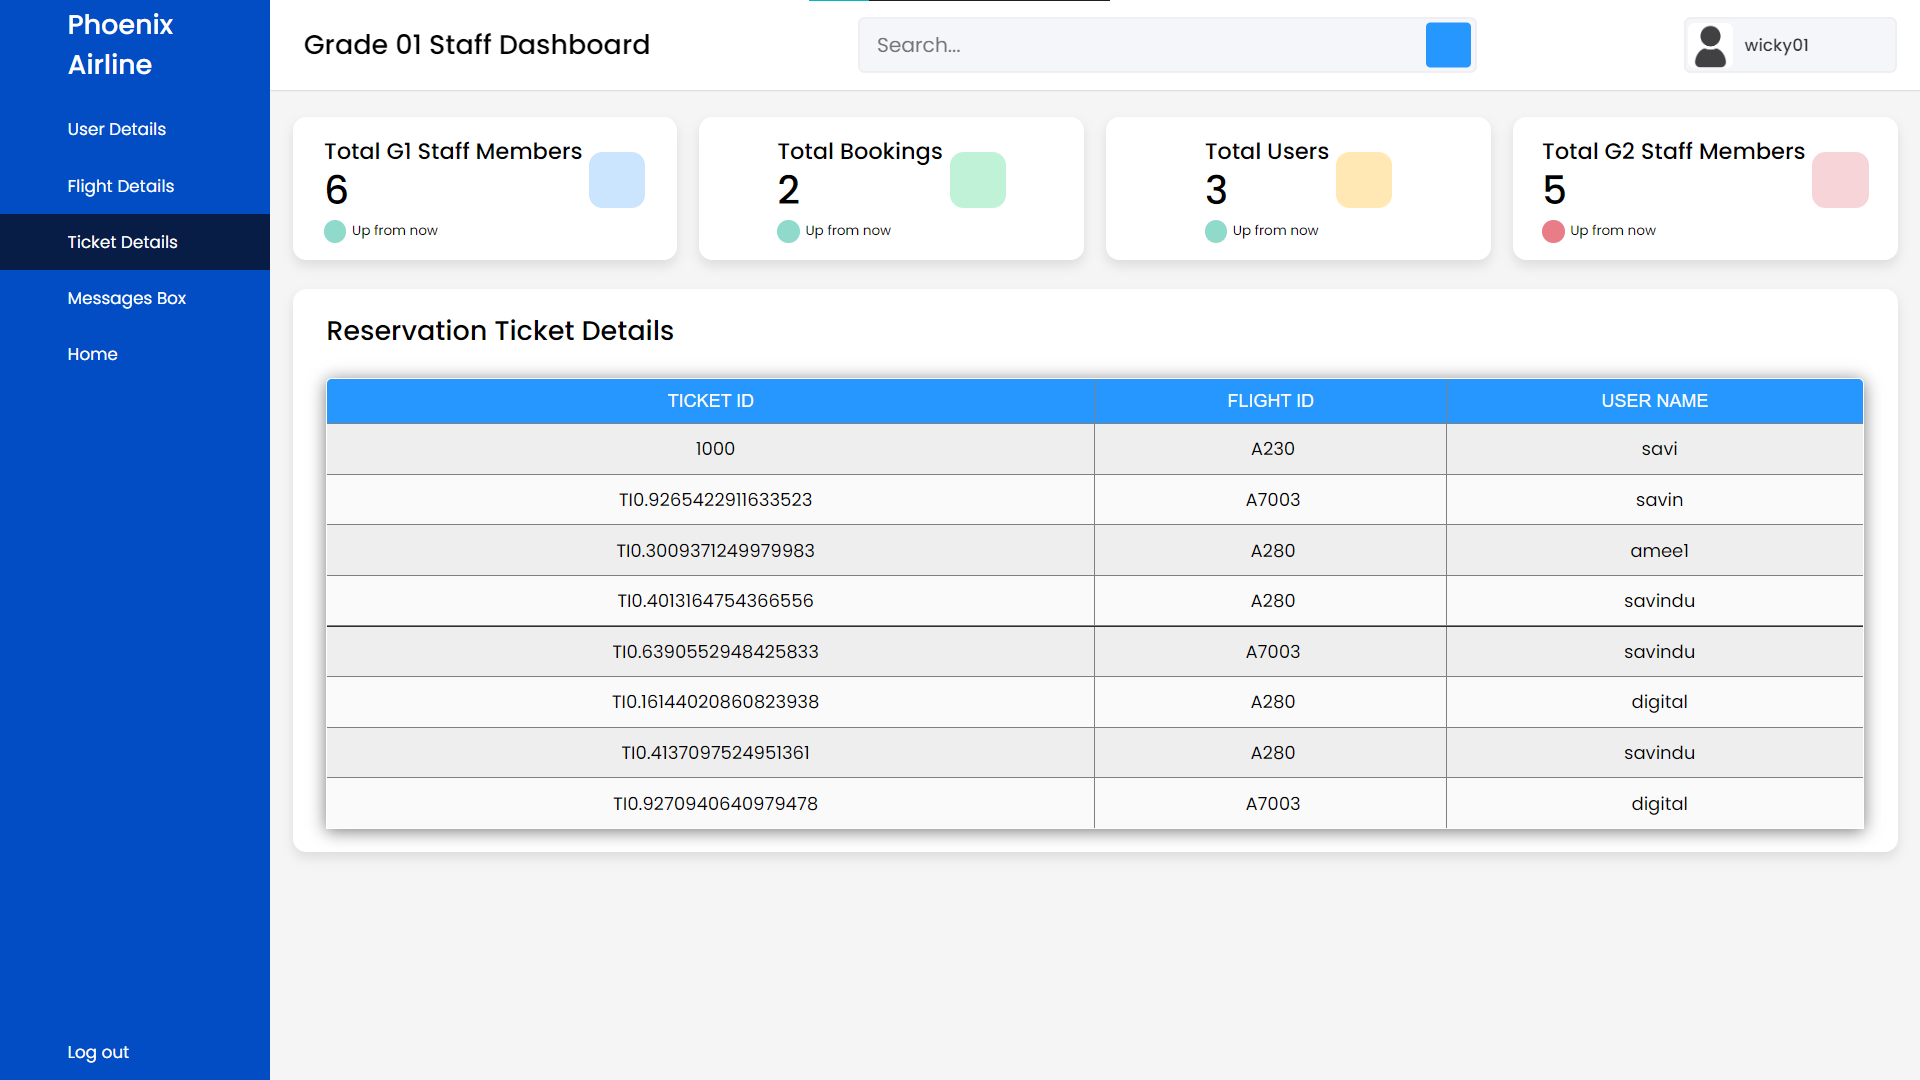 Phoenix
Airline
User Details
Flight Details
Ticket Details
Messages Box
Home
Log out
Grade 01 Staff Dashboard
Search...
wicky01
Total G1 Staff Members
6
Up from now
Total Bookings
2
Up from now
Total Users
3
Up from now
Total G2 Staff Members
5
Up from now
Reservation Ticket Details
TICKET ID FLIGHT ID USER NAME
1000 A230 savi
TI0.9265422911633523 A7003 savin
TI0.3009371249979983 A280 amee1
TI0.4013164754366556 A280 savindu
TI0.6390552948425833 A7003 savindu
TI0.16144020860823938 A280 digital
TI0.4137097524951361 A280 savindu
TI0.9270940640979478 A7003 digital